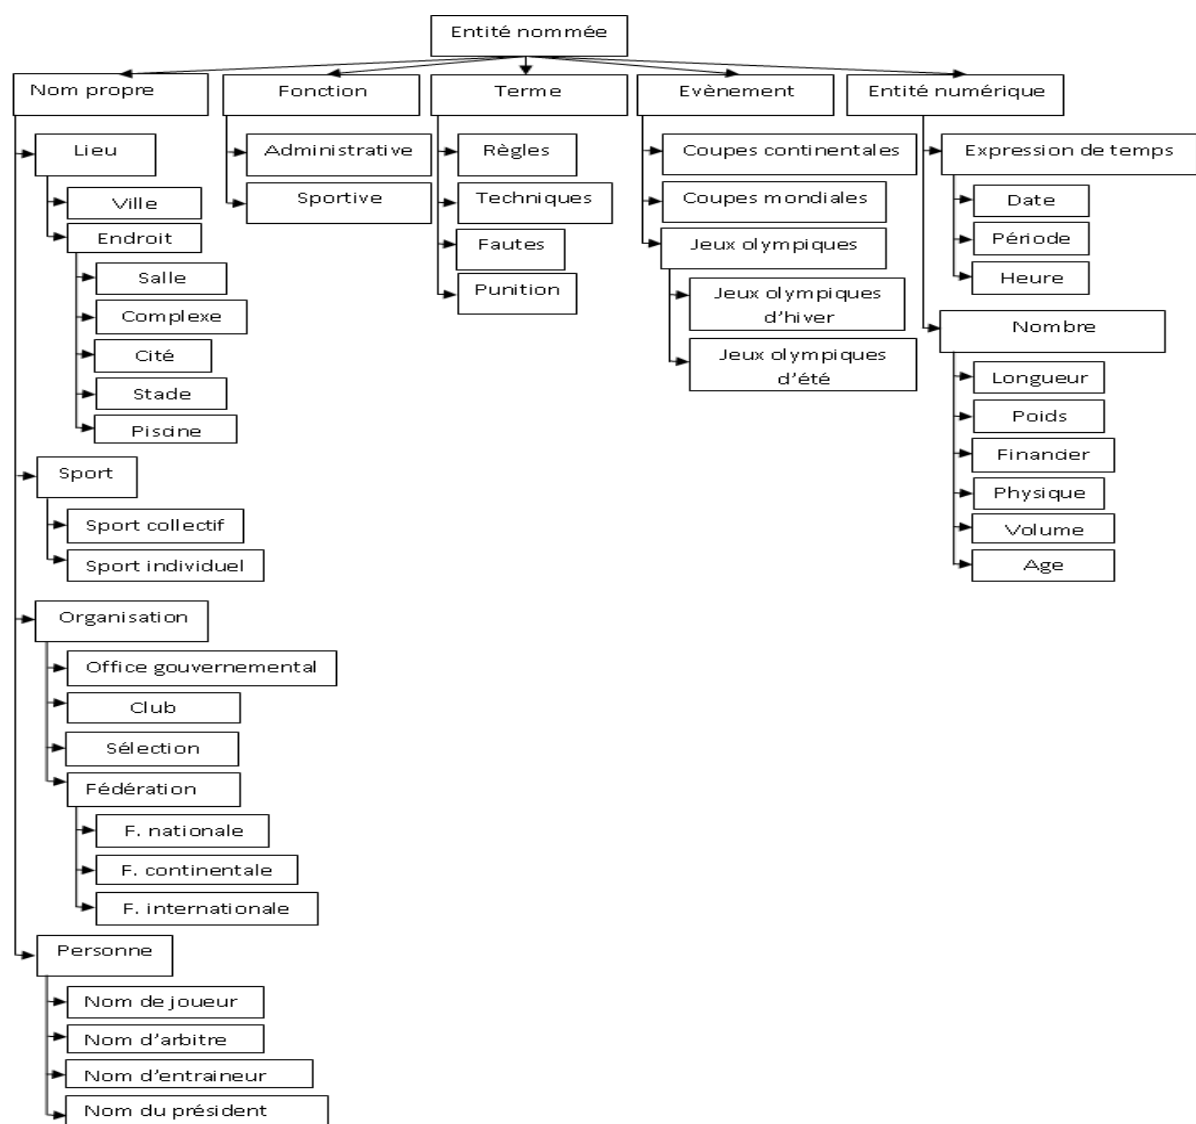 Entité nommée
Nom propre
Fonction
Terme
Evènement
Entité numérique
Lieu
Ville
Endroit
Salle
Complexe
Cité
Stade
Piscine
Sport
Sport collectif
Sport individuel
Organisation
Office gouvernemental
Club
Sélection
Fédération
F. nationale
F. continentale
F. internationale
Personne
Nom de joueur
Nom d'arbitre
Nom d'entraineur
Nom du président
Administrative
Sportive
Règles
Techniques
Fautes
Punition
Coupes continentales
Coupes mondiales
Jeux olympiques
Jeux olympiques
d'hiver
Jeux olympiques
d'été
Expression de temps
Date
Période
Heure
Nombre
Longueur
Poids
Financier
Physique
Volume
Age